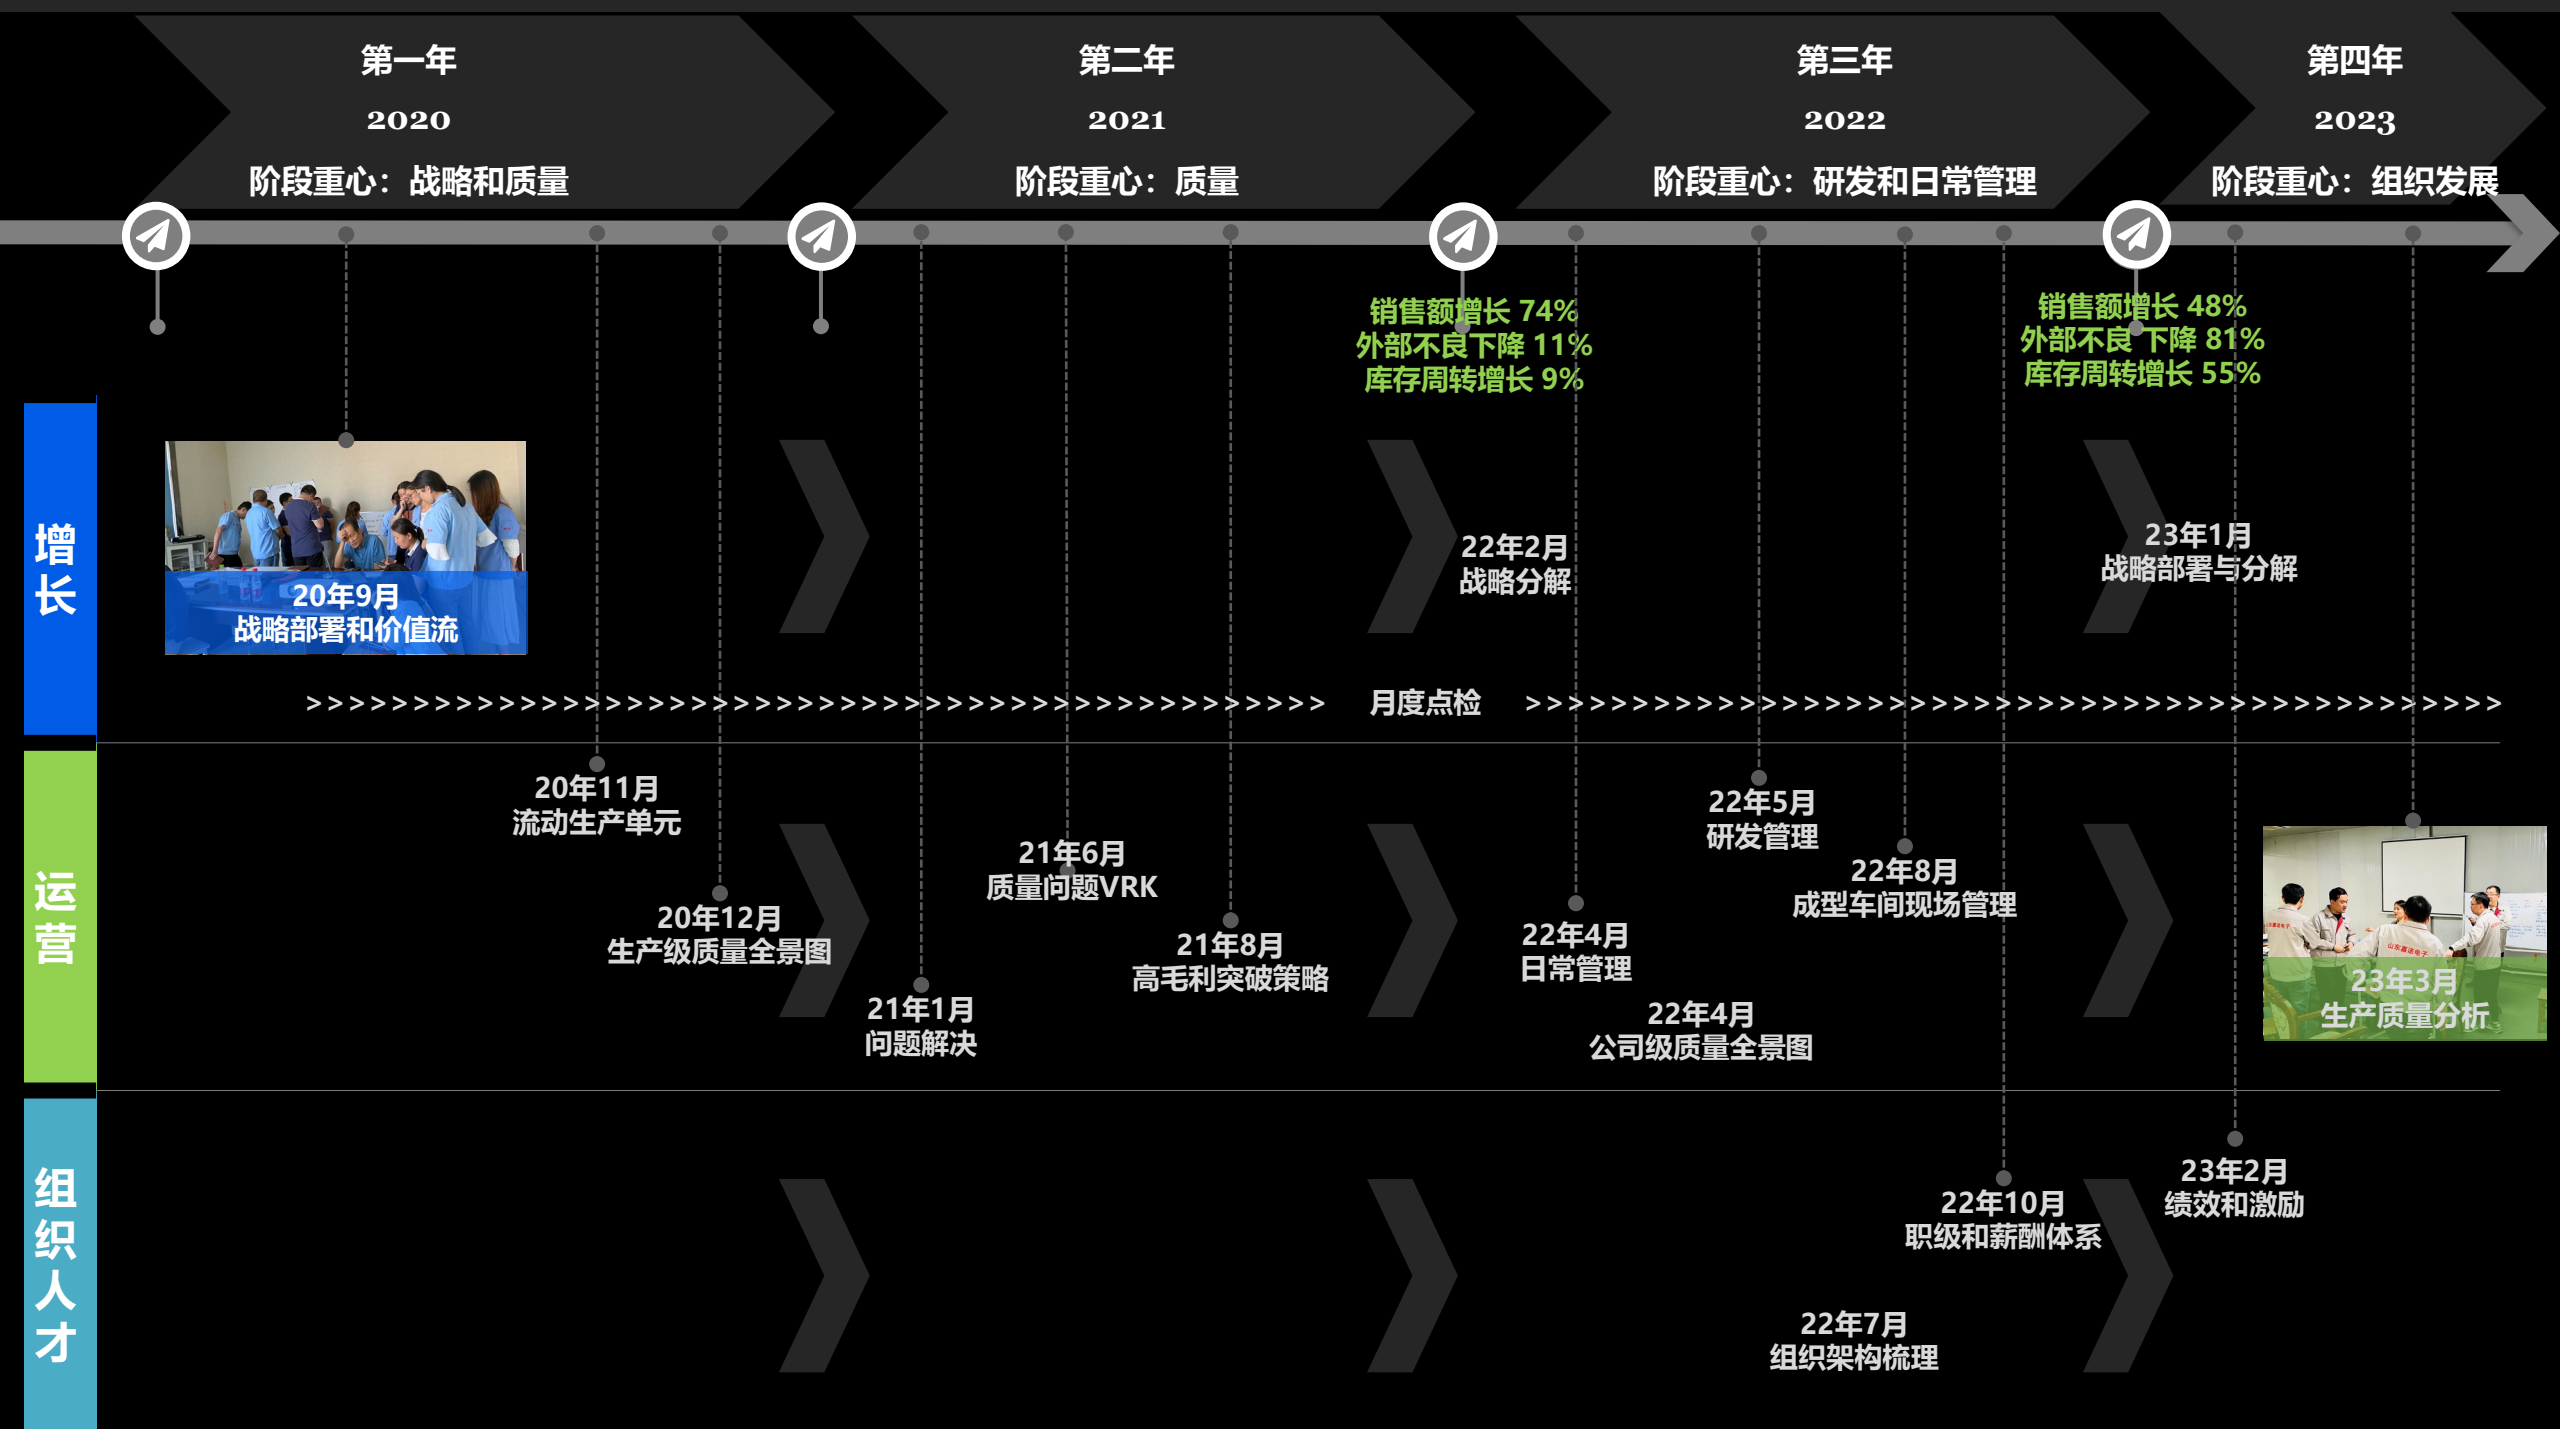 第一年
2020
阶段重心：战略和质量
第二年
2021
阶段重心：质量
第三年
2022
阶段重心：研发和日常管理
第四年
2023
阶段重心：组织发展
销售额增长 74%
外部不良下降 11%
库存周转增长 9%
销售额增长 48%
外部不良 下降 81%
库存周转增长 55%
增长
20年9月
战略部署和价值流
22年2月
战略分解
23年1月
战略部署与分解
月度点检
运营
20年11月
流动生产单元
20年12月
生产级质量全景图
21年1月
问题解决
21年6月
质量问题VRK
21年8月
高毛利突破策略
22年4月
日常管理
22年4月
公司级质量全景图
22年5月
研发管理
22年8月
成型车间现场管理
山东嘉诺电子
23年3月
生产质量分析
组织人才
22年10月
职级和薪酬体系
22年7月
组织架构梳理
23年2月
绩效和激励